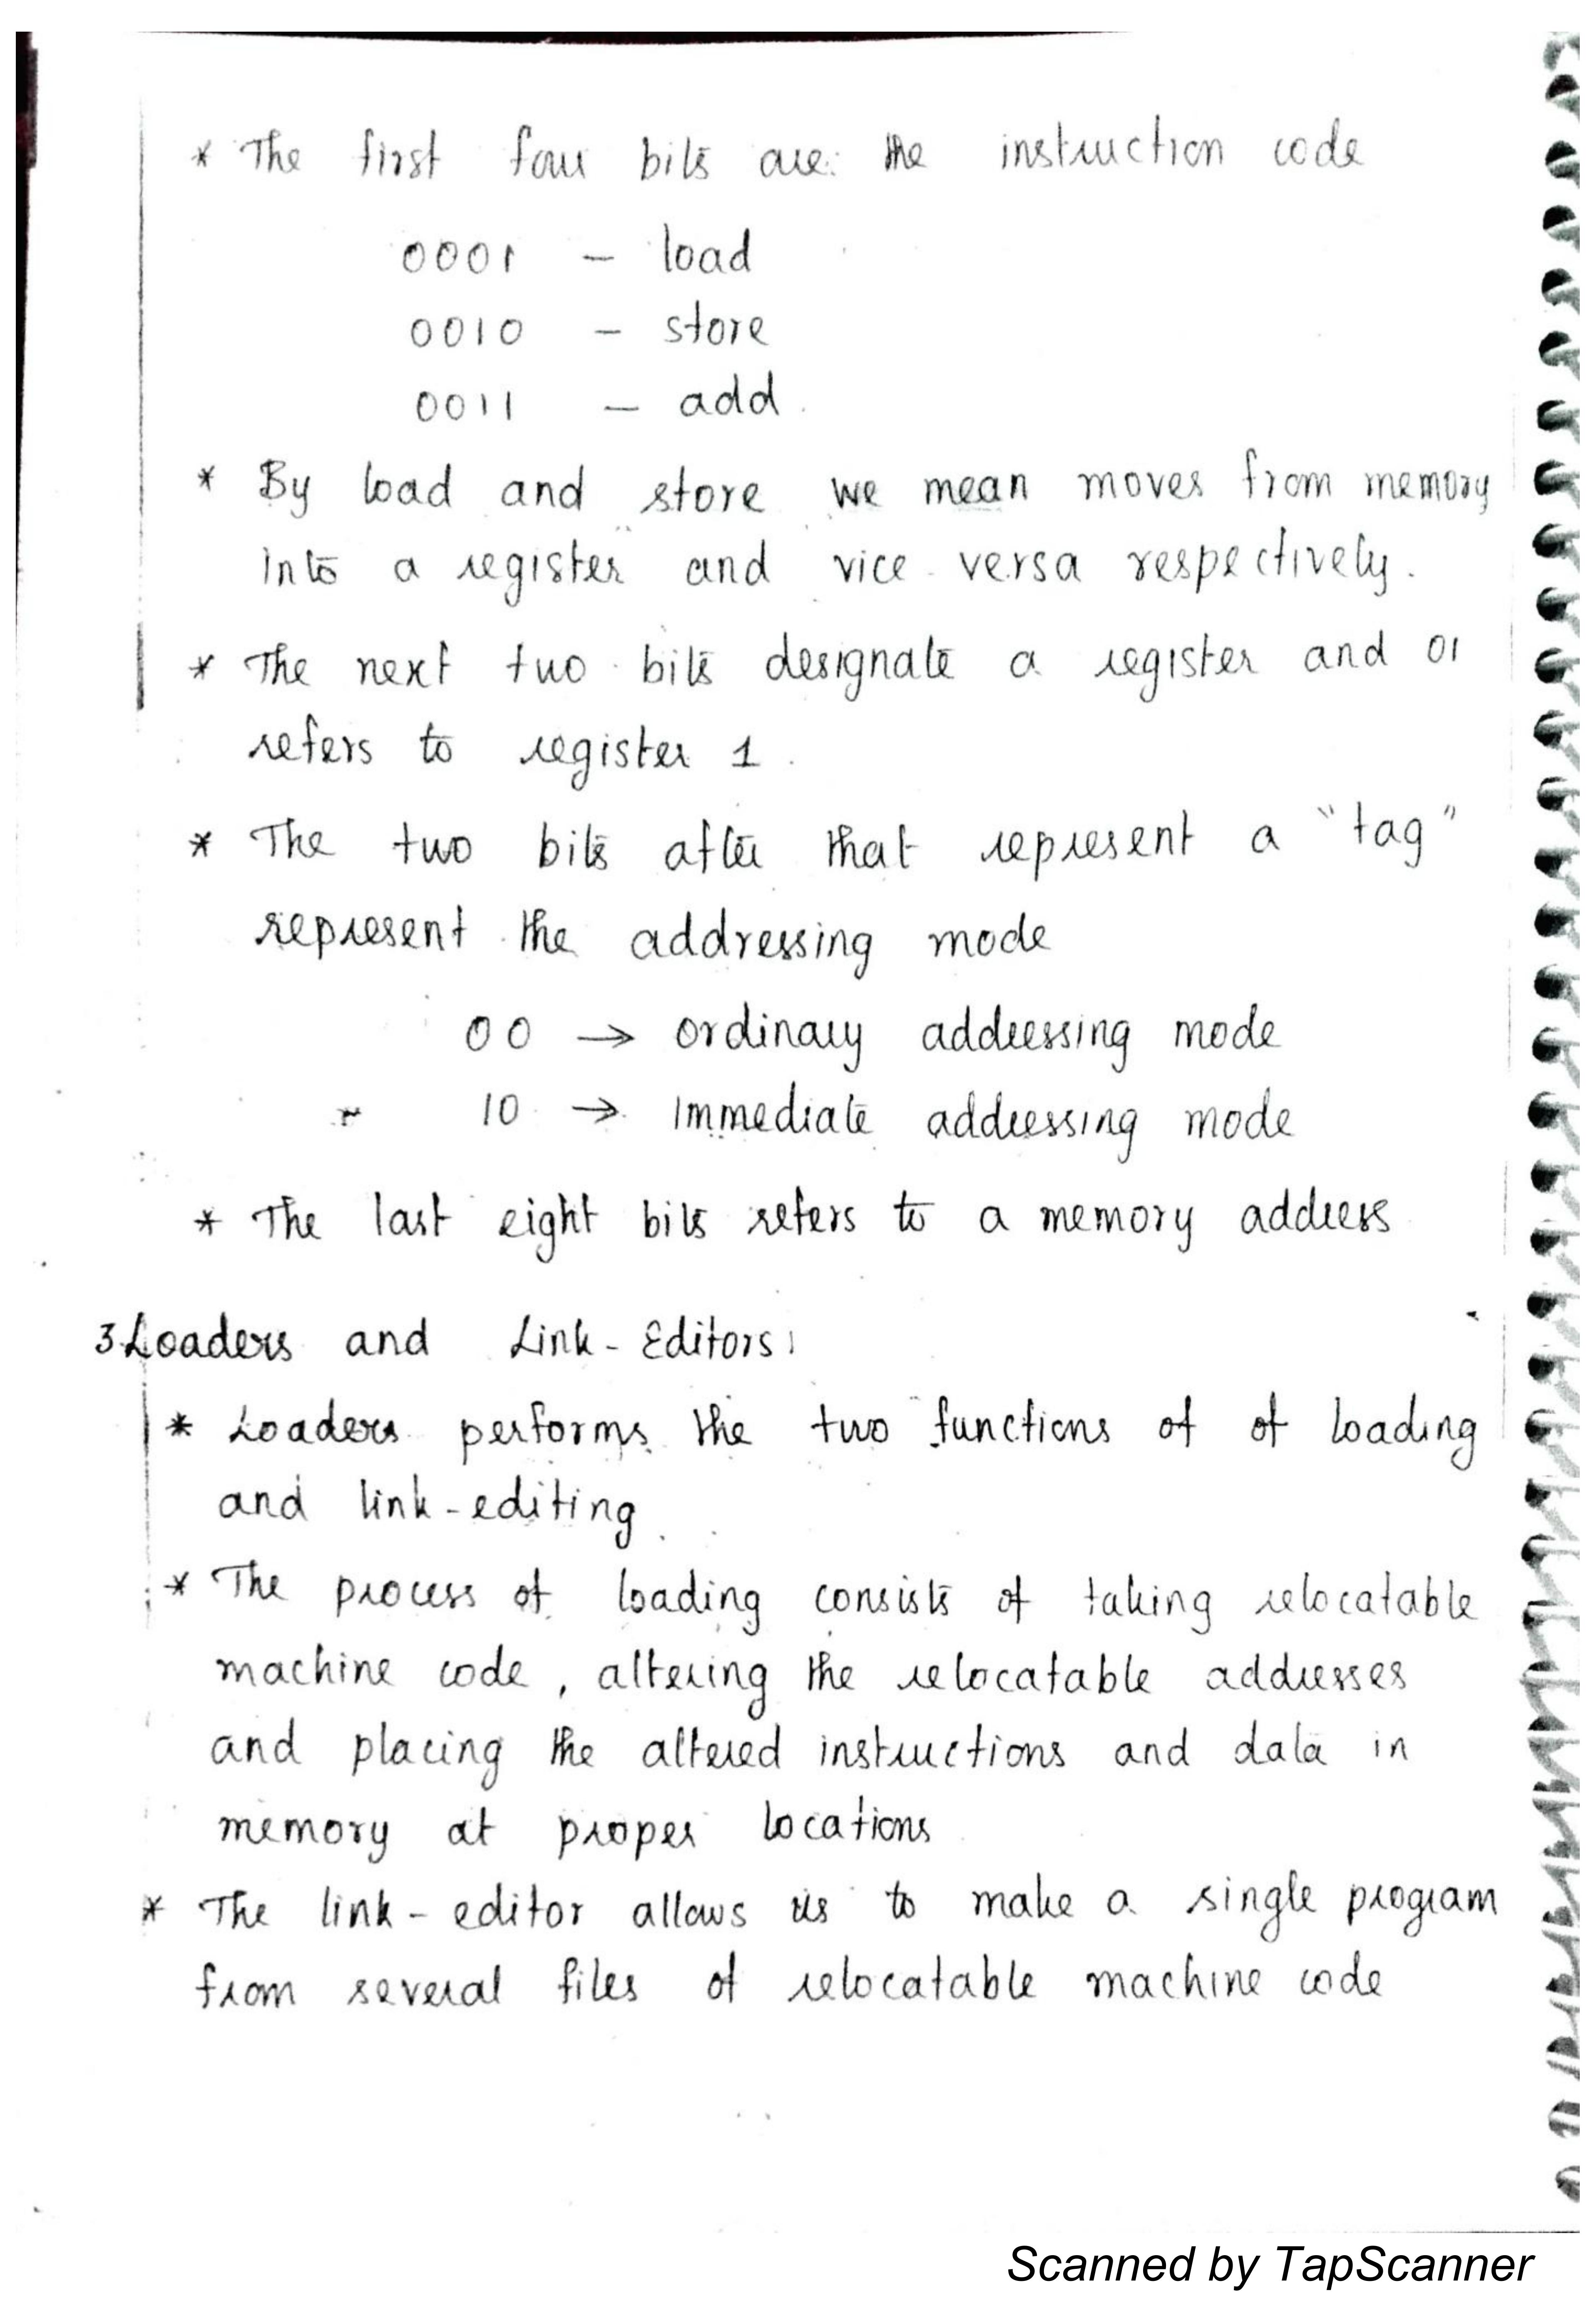 * The first four bits are: the instruction code
0001 - load
0010 - store
0011 - add
* By load and store we mean moves from memory
into a register and vice versa respectively.
* The next two bits designate a register and 01
refers to register 1.
* The two bits after that represent a "tag"
represent the addressing mode
00 → ordinary addressing mode
10 → Immediate addressing mode
* The last eight bits refers to a memory address
3. Loaders and Link-Editors:
* Loaders performs the two functions of of loading
and link-editing.
* The process of loading consists of taking relocatable
machine code, altering the relocatable addresses
and placing the altered instructions and data in
memory at proper locations
* The link-editor allows us to make a single program
from several files of relocatable machine code
Scanned by TapScanner